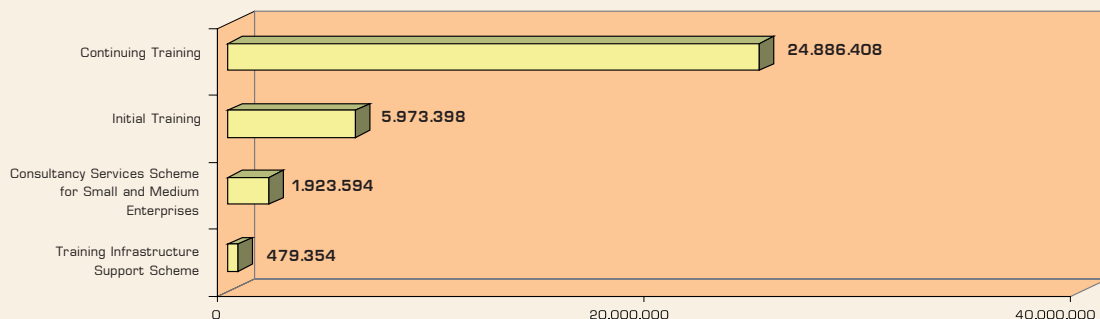 Continuing Training
24.886.408
Initial Training
5.973.398
Consultancy Services Scheme
for Small and Medium
Enterprises
1.923.594
Training Infrastructure
Support Scheme
479.354
0
20,000,000
40,000,000